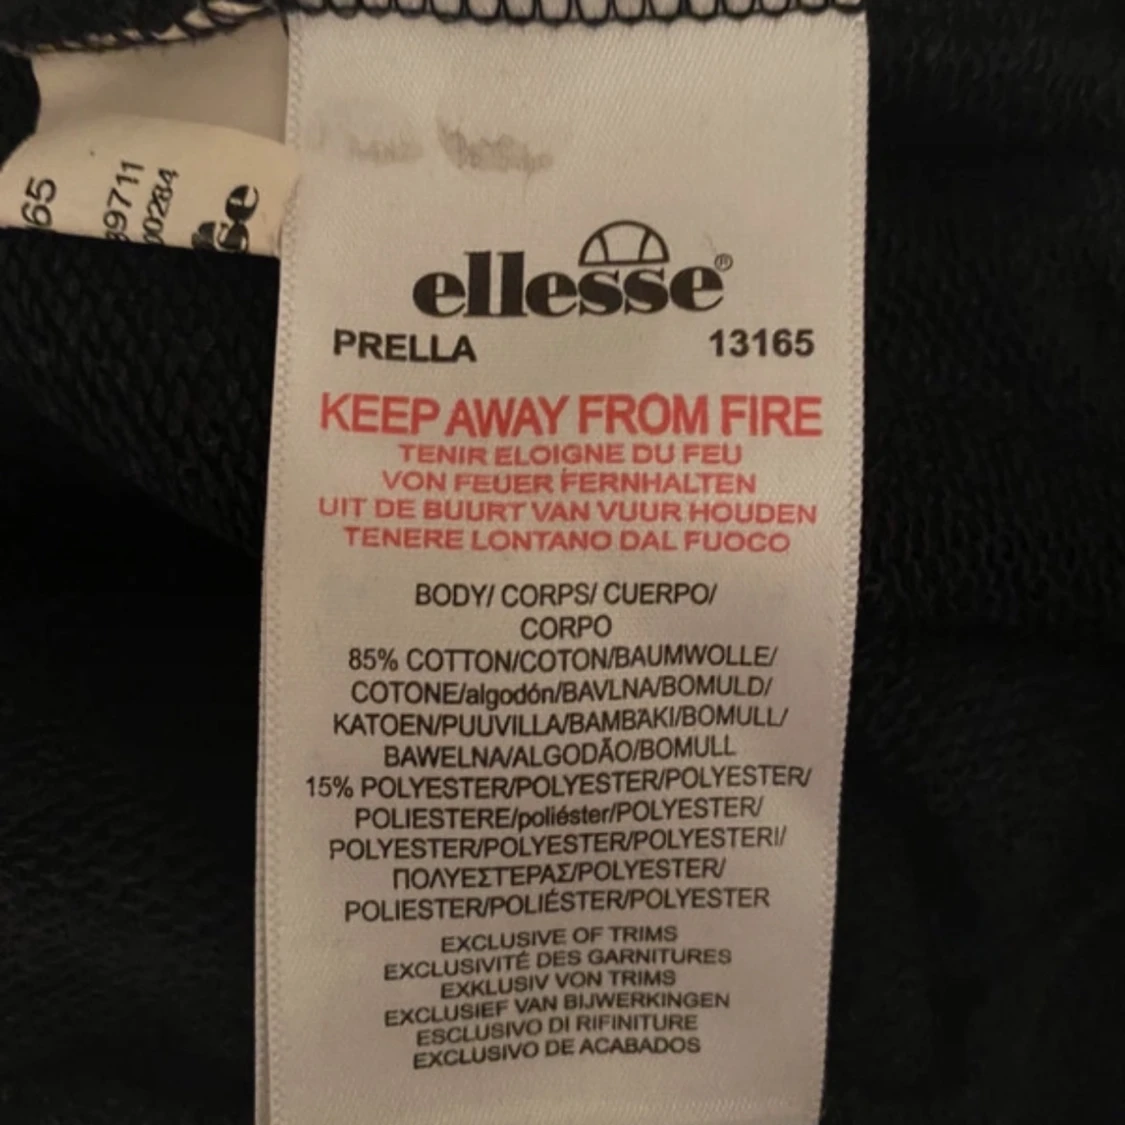 65
89711
00284
se
ellesse®
PRELLA 13165
KEEP AWAY FROM FIRE
TENIR ELOIGNE DU FEU
VON FEUER FERNHALTEN
UIT DE BUURT VAN VUUR HOUDEN
TENERE LONTANO DAL FUOCO
BODY/ CORPS/ CUERPO/
CORPO
85% COTTON/COTON/BAUMWOLLE/
COTONE/algodón/BAVLNA/BOMULD/
KATOEN/PUUVILLA/BAMBAKI/BOMULL/
BAWELNA/ALGODÃO/BOMULL
15% POLYESTER/POLYESTER/POLYESTER/
POLIESTERE/poliéster/POLYESTER/
POLYESTER/POLYESTER/POLYESTERI/
ΠΟΛΥΕΣΤΕΡΑΣ/POLYESTER/
POLIESTER/POLIÉSTER/POLYESTER
EXCLUSIVE OF TRIMS
EXCLUSIVITÉ DES GARNITURES
EXKLUSIV VON TRIMS
EXCLUSIEF VAN BIJWERKINGEN
ESCLUSIVO DI RIFINITURE
EXCLUSIVO DE ACABADOS